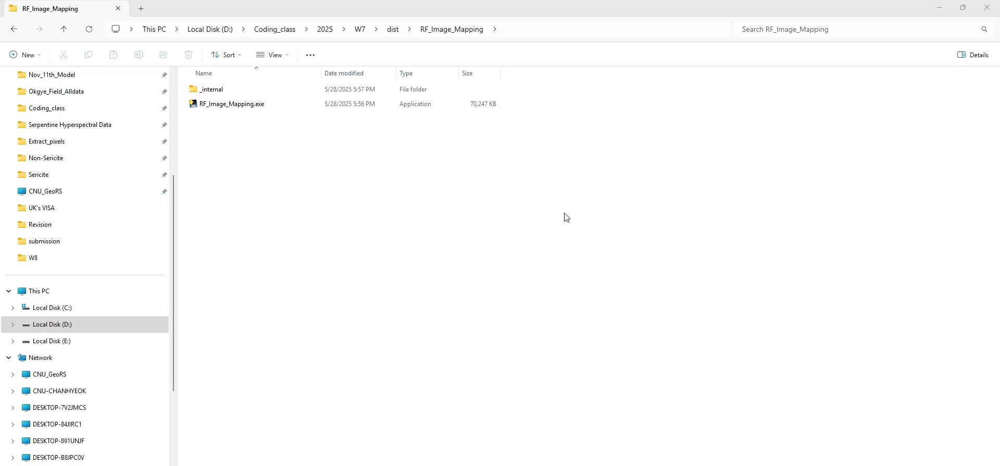 RF_Image_Mapping
This PC > Local Disk (D:) > Coding_class > 2025 > W7 > dist > RF_Image_Mapping >
Search RF_Image_Mapping
New
Sort
View
Details
Nov_11th_Model
Okgye_Field_Alldata
Coding_class
Serpentine Hyperspectral Data
Extract_pixels
Non-Sericite
Sericite
CNU_GeoRS
UK's VISA
Revision
submission
W8
This PC
Local Disk (C:)
Local Disk (D:)
Local Disk (E:)
Network
CNU_GeoRS
CNU-CHANHYEOK
DESKTOP-7V2JMCS
DESKTOP-84JIRC1
DESKTOP-891UNJF
DESKTOP-B8JPC0V
Name Date modified Type Size
_internal 5/28/2025 5:57 PM File folder
RF_Image_Mapping.exe 5/28/2025 5:56 PM Application 70,247 KB